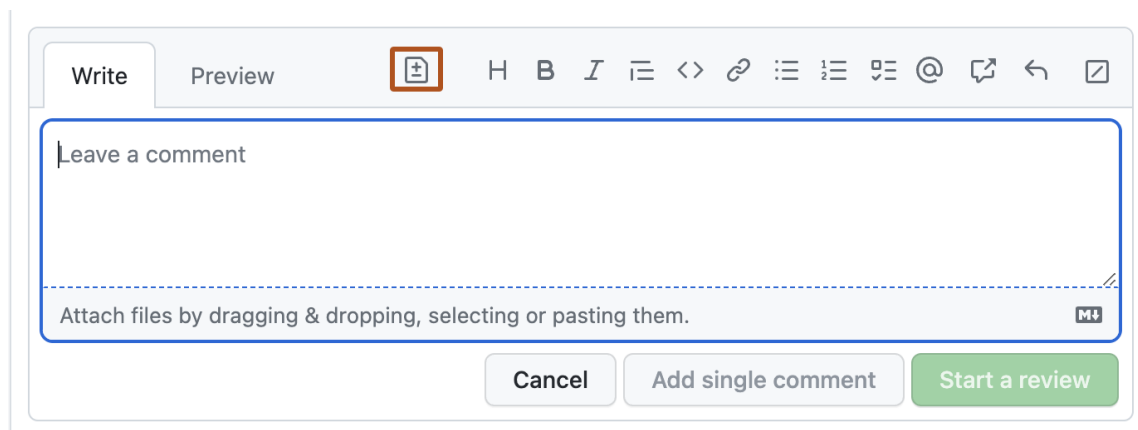 Write Preview H B I
Leave a comment
Attach files by dragging & dropping, selecting or pasting them.
Cancel Add single comment Start a review